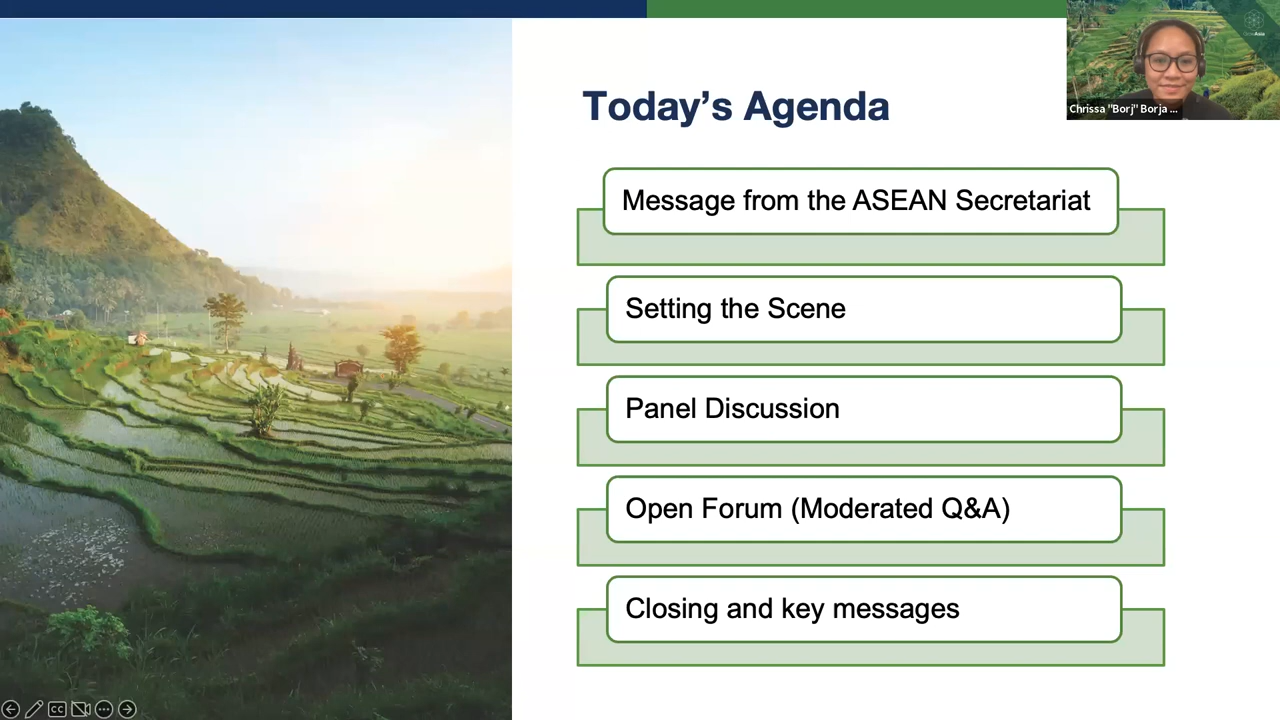 Today's Agenda
Chrissa "Borj" Borja ...
Message from the ASEAN Secretariat
Setting the Scene
Panel Discussion
Open Forum (Moderated Q&A)
Closing and key messages
CC